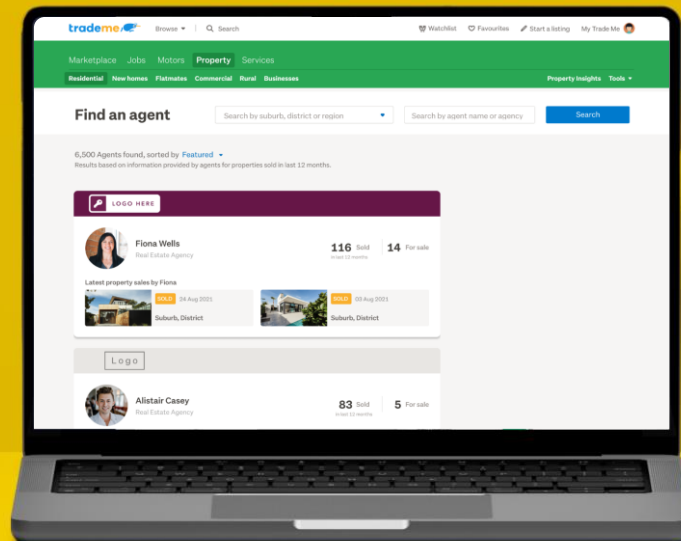 trademe Browse Search Watchlist Favourites Start a listing My Trade Me
Marketplace Jobs Motors Property Services
Residential New homes Flatmates Commercial Rural Businesses Property Insights Tools
Find an agent Search by suburb, district or region Search by agent name or agency Search
6,500 Agents found, sorted by Featured
Results based on information provided by agents for properties sold in last 12 months.
LOGO HERE
Fiona Wells
Real Estate Agency
116 Sold 14 For sale
in last 12 months
Latest property sales by Fiona
SOLD 24 Aug 2021 SOLD 03 Aug 2021
Suburb, District Suburb, District
Logo
Alistair Casey
Real Estate Agency
83 Sold 5 For sale
in last 12 months